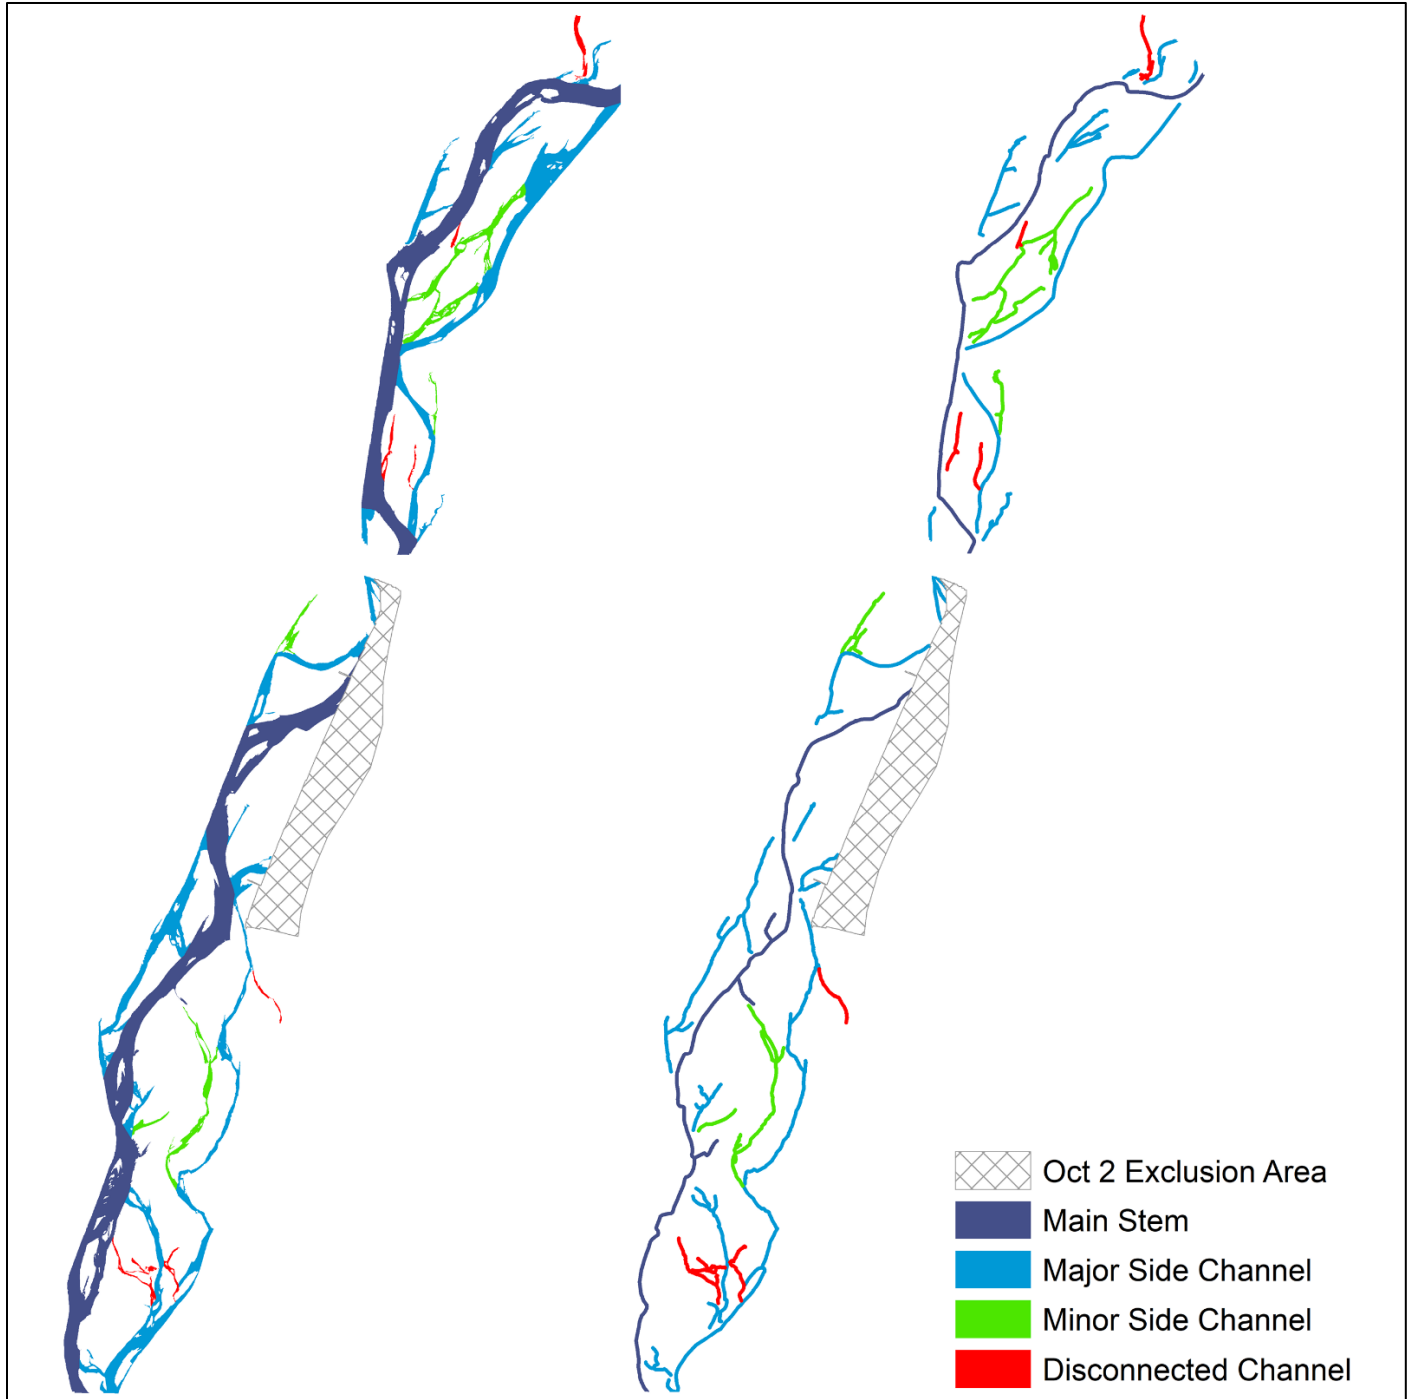 Oct 2 Exclusion Area
Main Stem
Major Side Channel
Minor Side Channel
Disconnected Channel